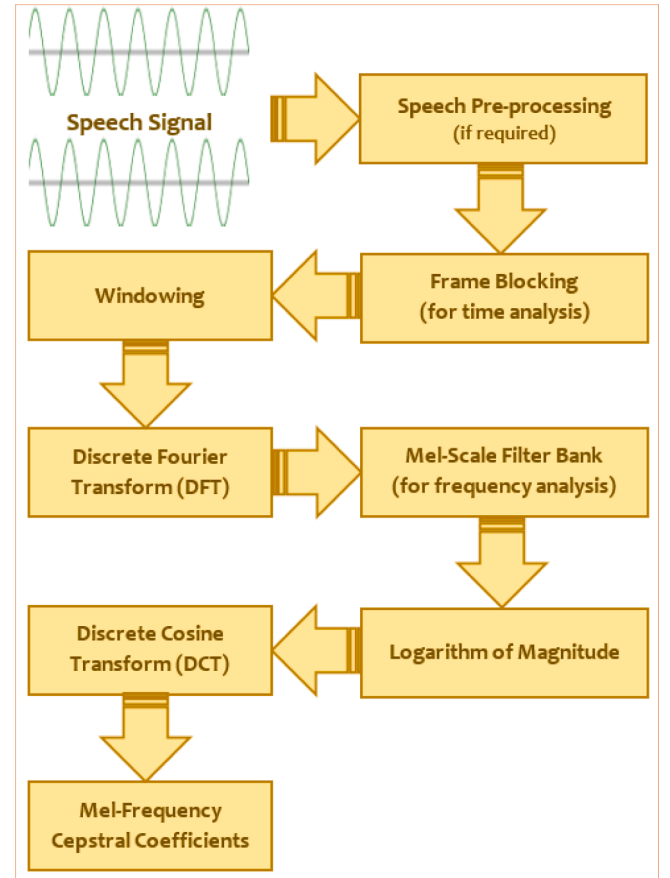 Speech Signal
Speech Pre-processing
(if required)
Frame Blocking
(for time analysis)
Windowing
Discrete Fourier
Transform (DFT)
Mel-Scale Filter Bank
(for frequency analysis)
Logarithm of Magnitude
Discrete Cosine
Transform (DCT)
Mel-Frequency
Cepstral Coefficients